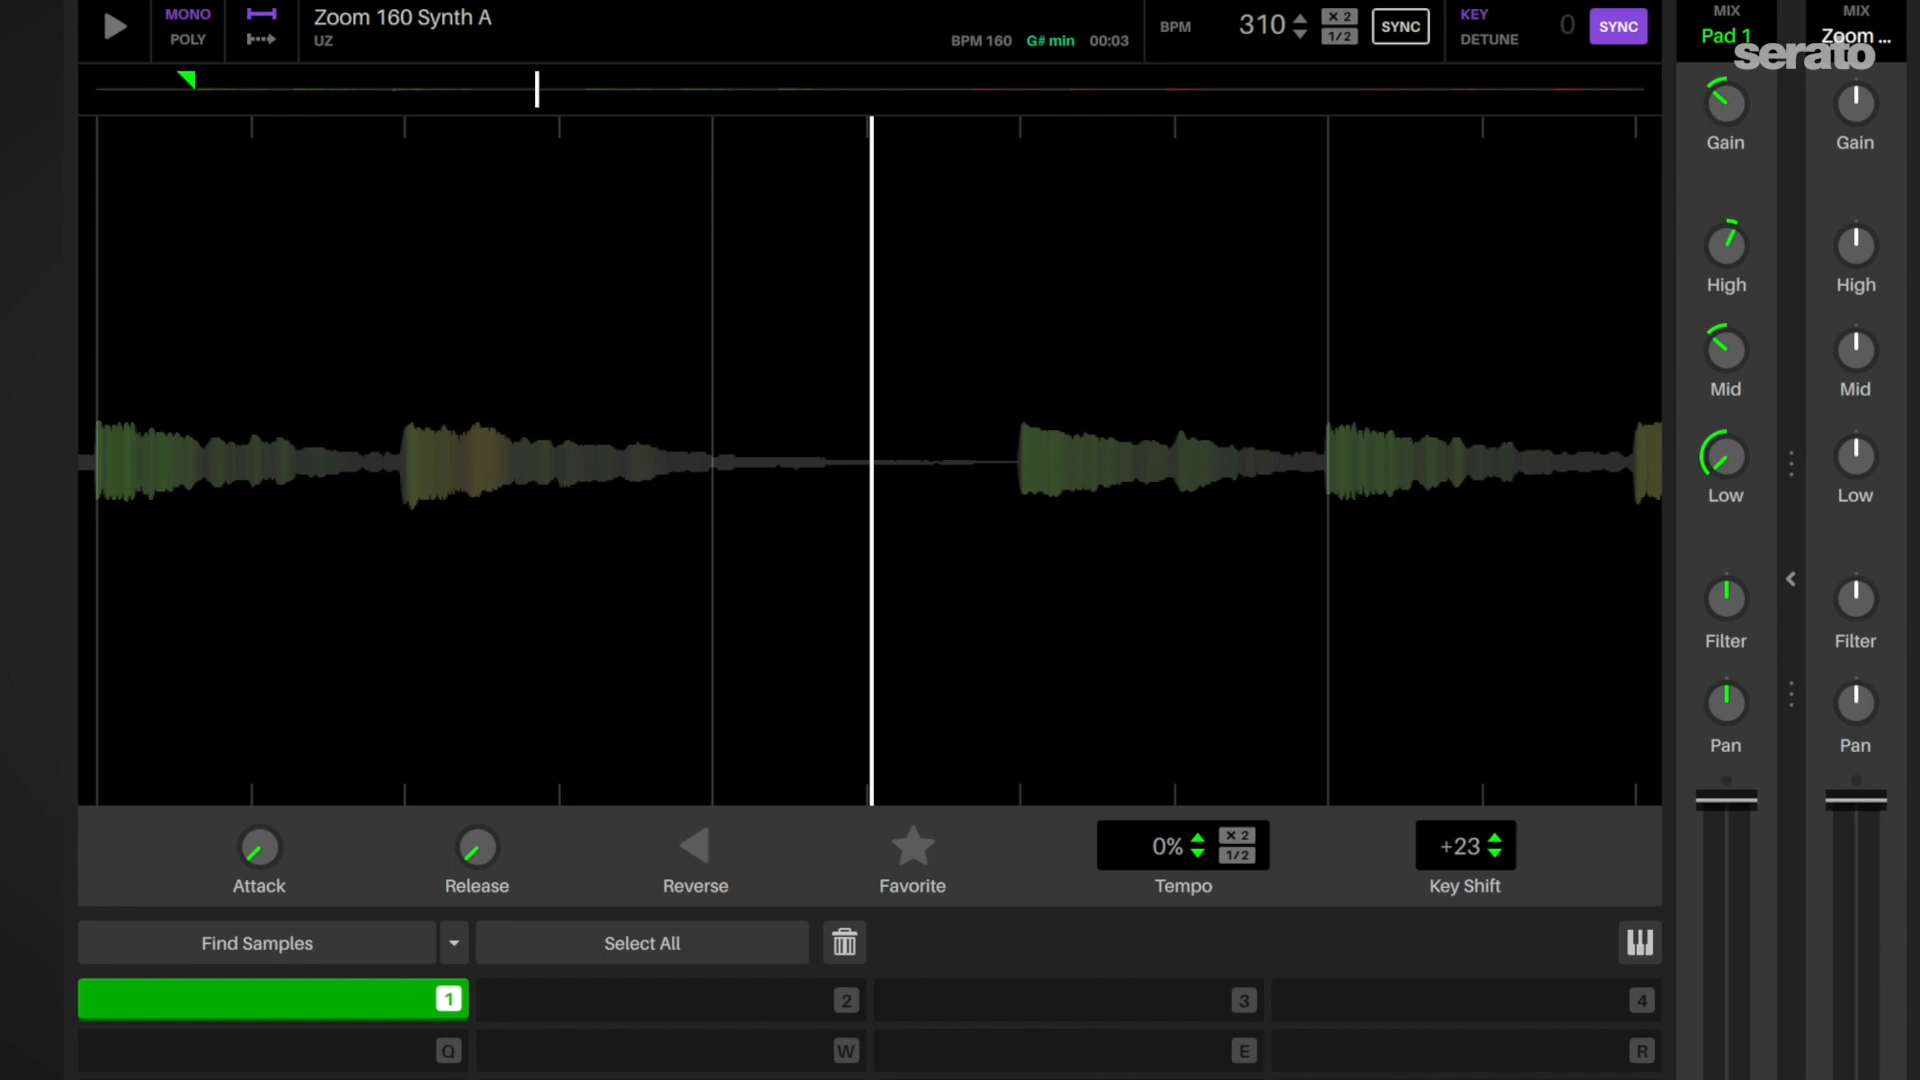 MONO
POLY
Zoom 160 Synth A
UZ
BPM 160 G# min 00:03
BPM 310 x 2 1/2 SYNC
KEY
DETUNE
0
SYNC
MIX
Pad 1
MIX
Zoom ...
serato
Gain Gain
High High
Mid Mid
Low Low
Filter Filter
Pan Pan
Attack
Release
Reverse
Favorite
0% x 2 1/2
Tempo
+23
Key Shift
Find Samples
Select All
1 2 3 4
Q W E R